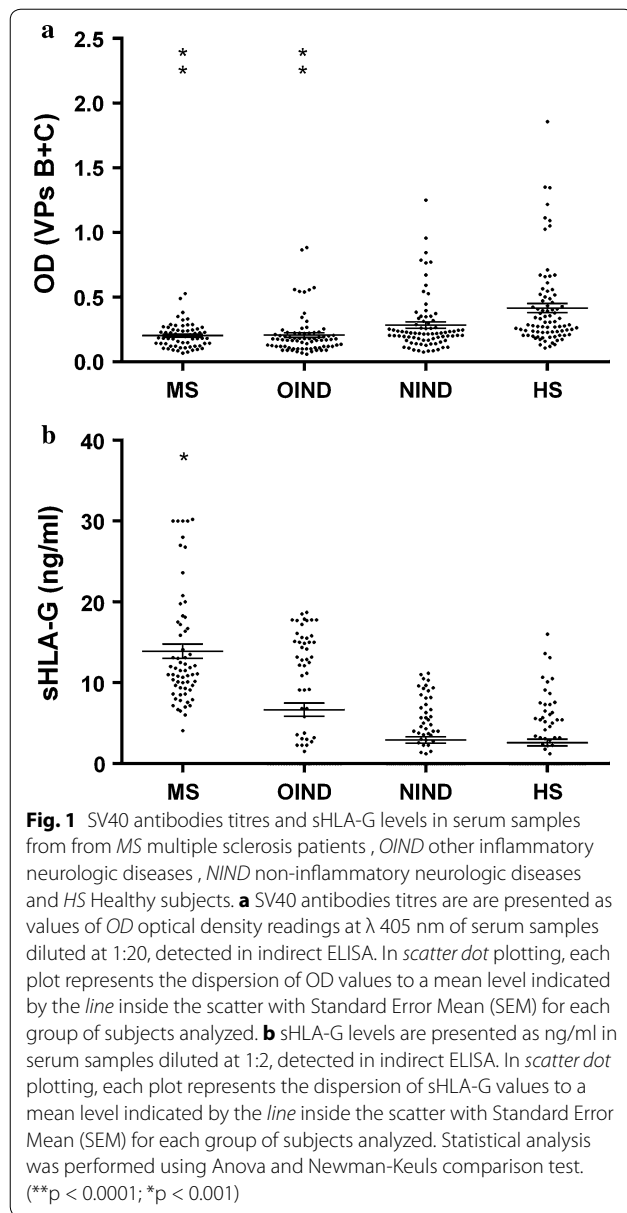 a
* *
* *
2.5
2.0
1.5
1.0
0.5
0.0
OD (VPs B+C)
MS OIND NIND HS
b
*
40
30
20
10
0
sHLA-G (ng/ml)
MS OIND NIND HS
Fig. 1 SV40 antibodies titres and sHLA-G levels in serum samples
from from MS multiple sclerosis patients , OIND other inflammatory
neurologic diseases , NIND non-inflammatory neurologic diseases
and HS Healthy subjects. a SV40 antibodies titres are are presented as
values of OD optical density readings at λ 405 nm of serum samples
diluted at 1:20, detected in indirect ELISA. In scatter dot plotting, each
plot represents the dispersion of OD values to a mean level indicated
by the line inside the scatter with Standard Error Mean (SEM) for each
group of subjects analyzed. b sHLA-G levels are presented as ng/ml in
serum samples diluted at 1:2, detected in indirect ELISA. In scatter dot
plotting, each plot represents the dispersion of sHLA-G values to a
mean level indicated by the line inside the scatter with Standard Error
Mean (SEM) for each group of subjects analyzed. Statistical analysis
was performed using Anova and Newman-Keuls comparison test.
(**p < 0.0001; *p < 0.001)